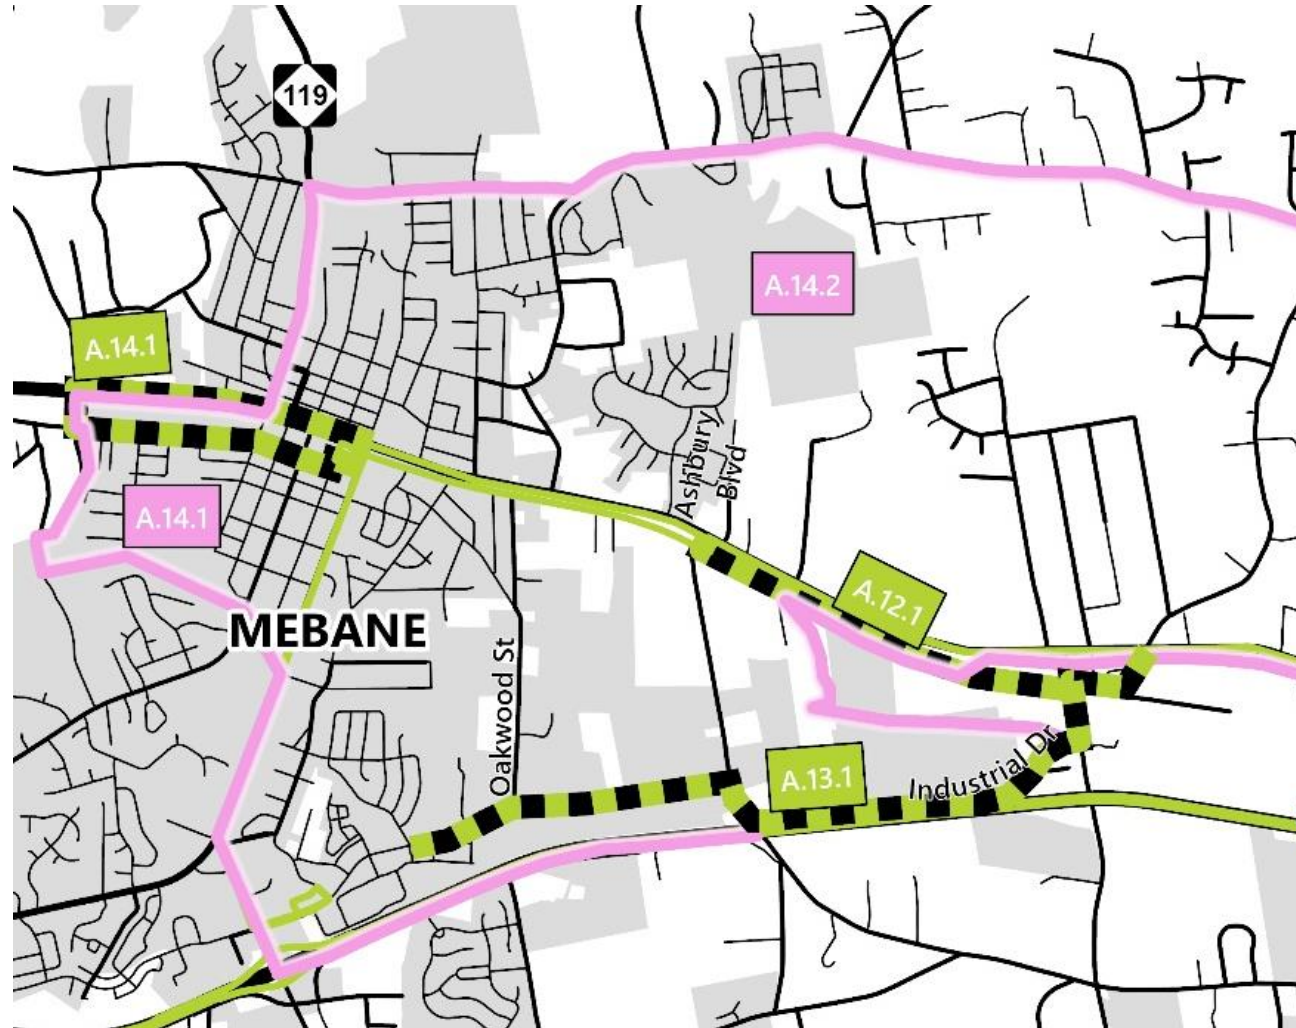 119
A.14.2
A.14.1
Ashbury
Blvd
A.14.1
A.12.1
MEBANE
Oakwood St
Industrial Dr
A.13.1